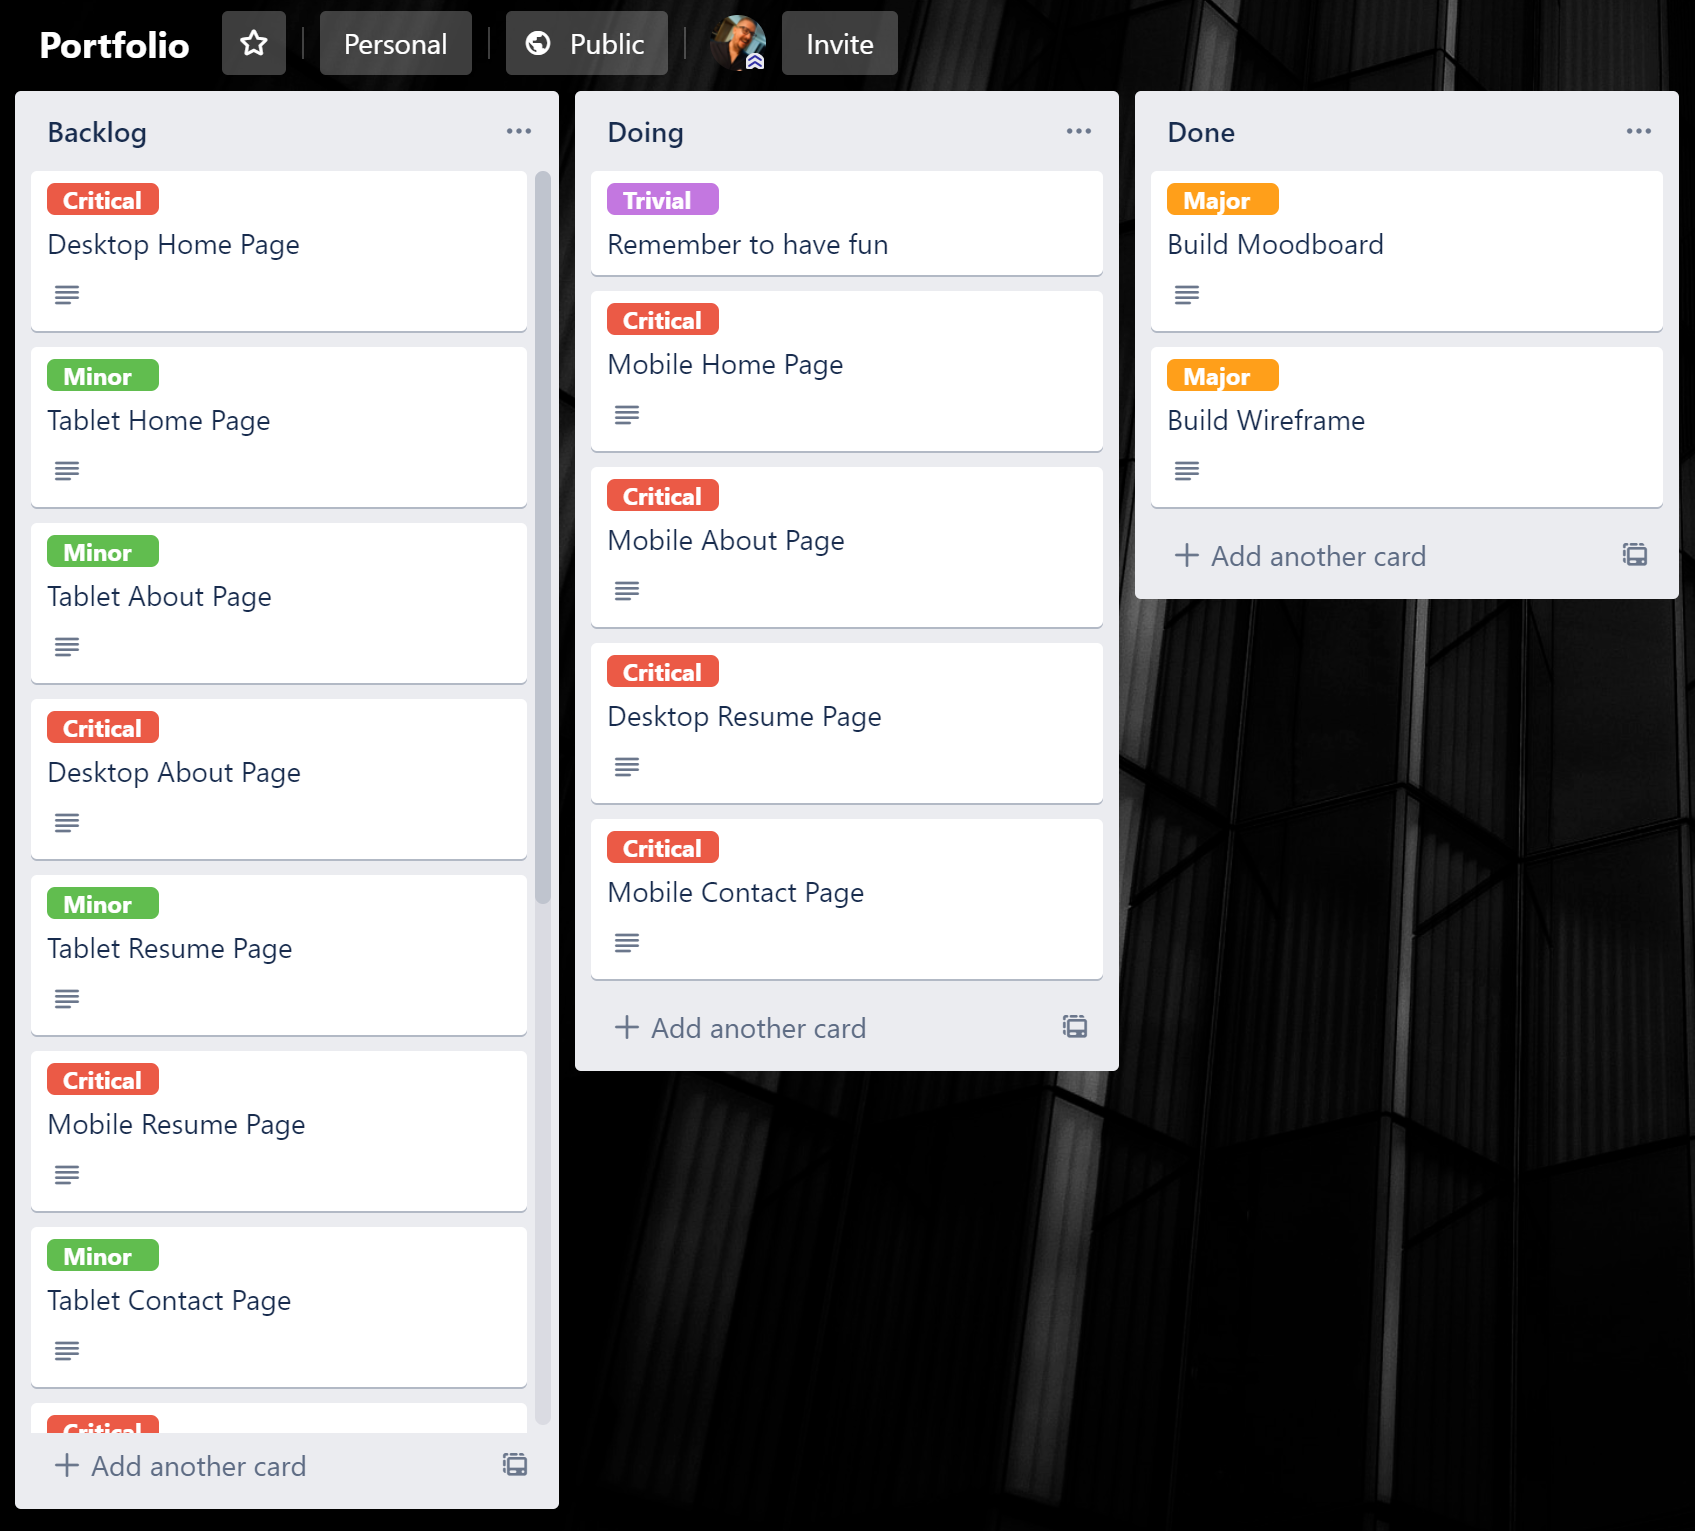 Portfolio
Personal
Public
Invite
Backlog
Critical
Desktop Home Page
Minor
Tablet Home Page
Minor
Tablet About Page
Critical
Desktop About Page
Minor
Tablet Resume Page
Critical
Mobile Resume Page
Minor
Tablet Contact Page
Critical
Add another card
Doing
Trivial
Remember to have fun
Critical
Mobile Home Page
Critical
Mobile About Page
Critical
Desktop Resume Page
Critical
Mobile Contact Page
Add another card
Done
Major
Build Moodboard
Major
Build Wireframe
Add another card